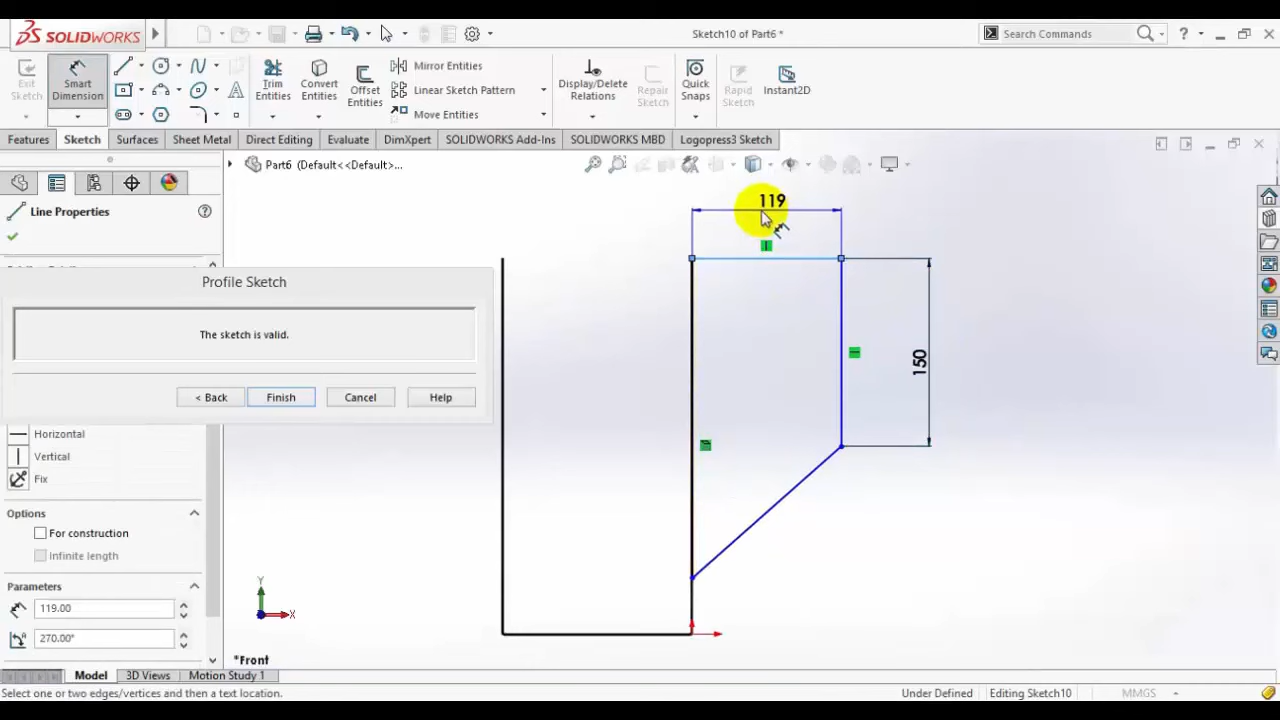 SOLIDWORKS
Sketch10 of Part6 *
Search Commands
?
Exit Sketch
Smart Dimension
Trim Entities
Convert Entities
Offset Entities
Mirror Entities
Linear Sketch Pattern
Move Entities
Display/Delete Relations
Repair Sketch
Quick Snaps
Rapid Sketch
Instant2D
Features
Sketch
Surfaces
Sheet Metal
Direct Editing
Evaluate
DimXpert
SOLIDWORKS Add-Ins
SOLIDWORKS MBD
Logopress3 Sketch
Part6 (Default<<Default>...
Line Properties
119
150
Profile Sketch
The sketch is valid.
< Back
Finish
Cancel
Help
Horizontal
Vertical
Fix
Options
For construction
Infinite length
Parameters
119.00
270.00°
Y
X
*Front
Model
3D Views
Motion Study 1
Select one or two edges/vertices and then a text location.
Under Defined
Editing Sketch10
MMGS